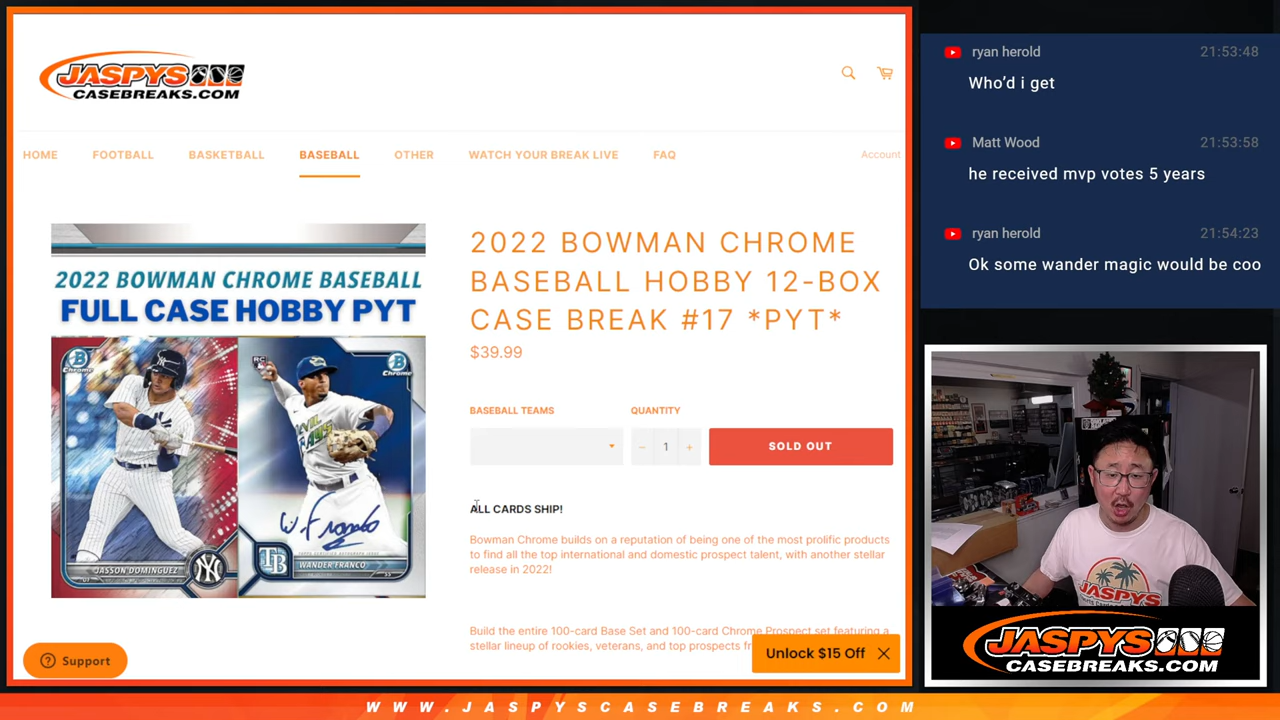 JASPYS
CASEBREAKS.COM
HOME
FOOTBALL
BASKETBALL
BASEBALL
OTHER
WATCH YOUR BREAK LIVE
FAQ
Account
2022 BOWMAN CHROME BASEBALL
FULL CASE HOBBY PYT
Chrome
RC
Chrome
JASSON DOMINGUEZ
WANDER FRANCO
2022 BOWMAN CHROME
BASEBALL HOBBY 12-BOX
CASE BREAK #17 *PYT*
$39.99
BASEBALL TEAMS
QUANTITY
− 1 +
SOLD OUT
ALL CARDS SHIP!
Bowman Chrome builds on a reputation of being one of the most prolific products
to find all the top international and domestic prospect talent, with another stellar
release in 2022!
Build the entire 100-card Base Set and 100-card Chrome Prospect set featuring a
stellar lineup of rookies, veterans, and top prospects
Support
Unlock $15 Off
ryan herold
21:53:48
Who'd i get
Matt Wood
21:53:58
he received mvp votes 5 years
ryan herold
21:54:23
Ok some wander magic would be coo
JASPYS
JASPYS
CASEBREAKS.COM
WWW.JASPYSCASEBREAKS.COM